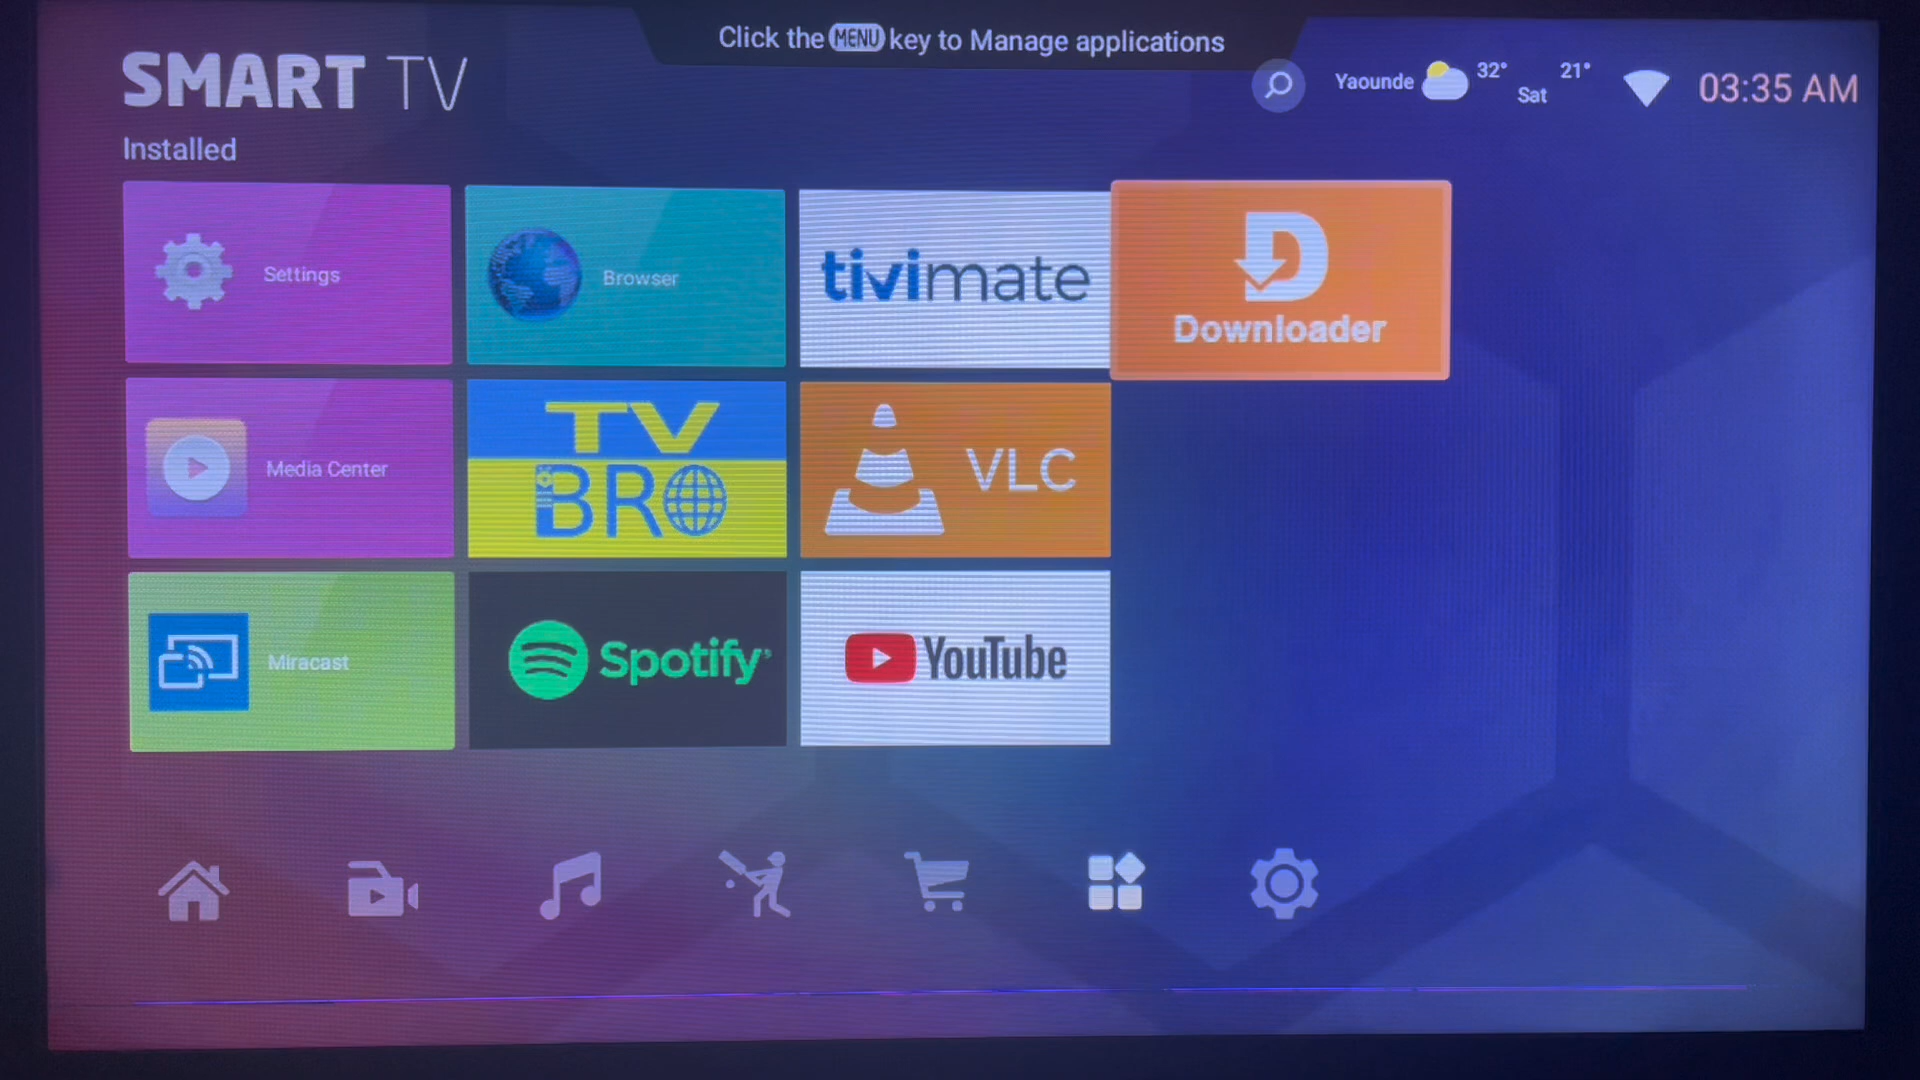 Click the MENU key to Manage applications
SMART TV
Yaounde 32° Sat 21° 03:35 AM
Installed
Settings
Browser
tivimate
Downloader
Media Center
TV
BRO
VLC
Miracast
Spotify
YouTube